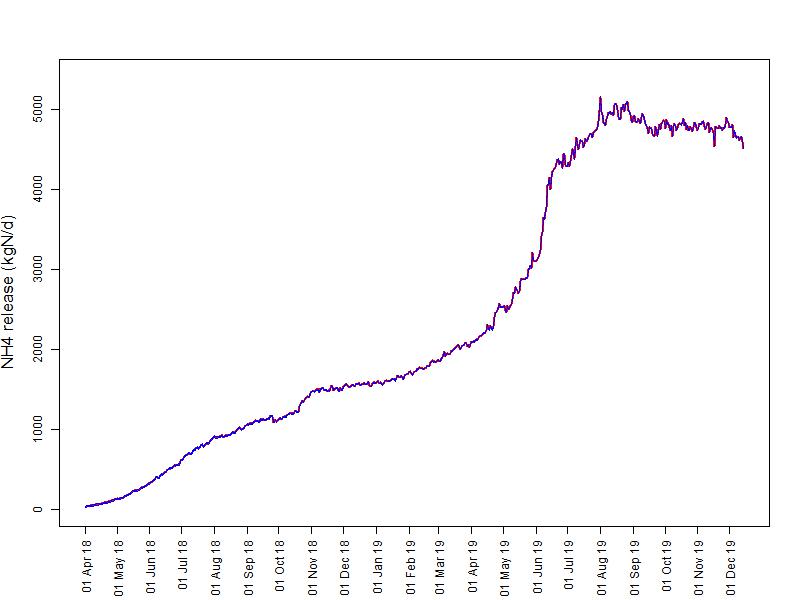 NH4 release (kgN/d)
5000
4000
3000
2000
1000
0
01 Apr 18
01 May 18
01 Jun 18
01 Jul 18
01 Aug 18
01 Sep 18
01 Oct 18
01 Nov 18
01 Dec 18
01 Jan 19
01 Feb 19
01 Mar 19
01 Apr 19
01 May 19
01 Jun 19
01 Jul 19
01 Aug 19
01 Sep 19
01 Oct 19
01 Nov 19
01 Dec 19